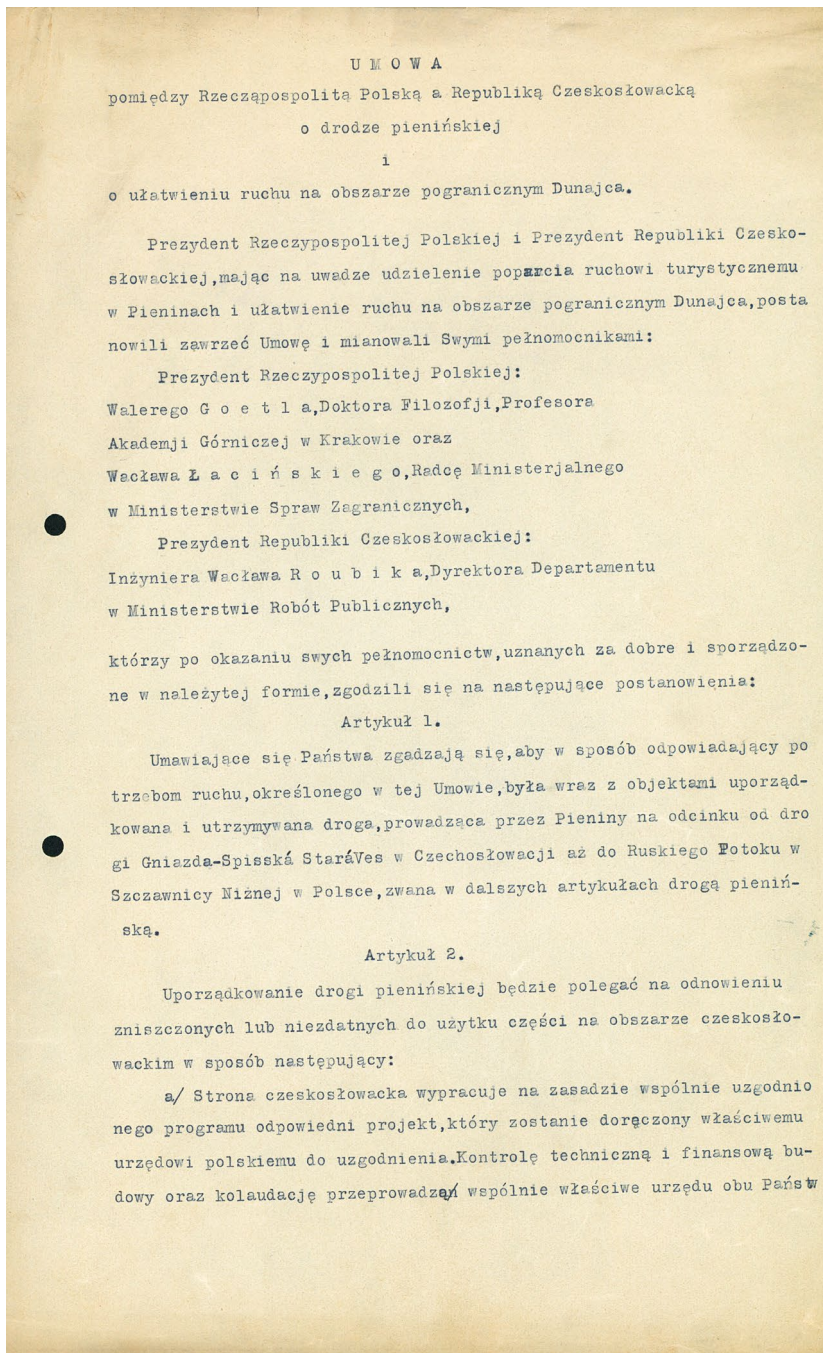 U M O W A
pomiędzy Rzecząpospolitą Polską a Republiką Czeskosłowacką
o drodze pienińskiej
i
o ułatwieniu ruchu na obszarze pogranicznym Dunajca.
Prezydent Rzeczypospolitej Polskiej i Prezydent Republiki Czesko-
słowackiej,mając na uwadze udzielenie poparcia ruchowi turystycznemu
w Pieninach i ułatwienie ruchu na obszarze pogranicznym Dunajca,posta
nowili zawrzeć Umowę i mianowali Swymi pełnomocnikami:
Prezydent Rzeczypospolitej Polskiej:
Walerego G o e t l a,Doktora Filozofji,Profesora
Akademji Górniczej w Krakowie oraz
Wacława Ł a c i ń s k i e g o,Radcę Ministerjalnego
w Ministerstwie Spraw Zagranicznych,
Prezydent Republiki Czeskosłowackiej:
Inżyniera Wacława R o u b i k a,Dyrektora Departamentu
w Ministerstwie Robót Publicznych,
którzy po okazaniu swych pełnomocnictw,uznanych za dobre i sporządzo-
ne w należytej formie,zgodzili się na następujące postanowienia:
Artykuł 1.
Umawiające się Państwa zgadzają się,aby w sposób odpowiadający po
trzebom ruchu,określonego w tej Umowie,była wraz z objektami uporząd-
kowana i utrzymywana droga,prowadząca przez Pieniny na odcinku od dro
gi Gniazda-Spisská StaráVes w Czechosłowacji aż do Ruskiego Potoku w
Szczawnicy Niżnej w Polsce,zwana w dalszych artykułach drogą pieniń-
ską.
Artykuł 2.
Uporządkowanie drogi pienińskiej będzie polegać na odnowieniu
zniszczonych lub niezdatnych do użytku części na obszarze czeskosło-
wackim w sposób następujący:
a/ Strona czeskosłowacka wypracuje na zasadzie wspólnie uzgodnio
nego programu odpowiedni projekt,który zostanie doręczony właściwemu
urzędowi polskiemu do uzgodnienia.Kontrolę techniczną i finansową bu-
dowy oraz kolaudację przeprowadzą wspólnie właściwe urzędu obu Państw